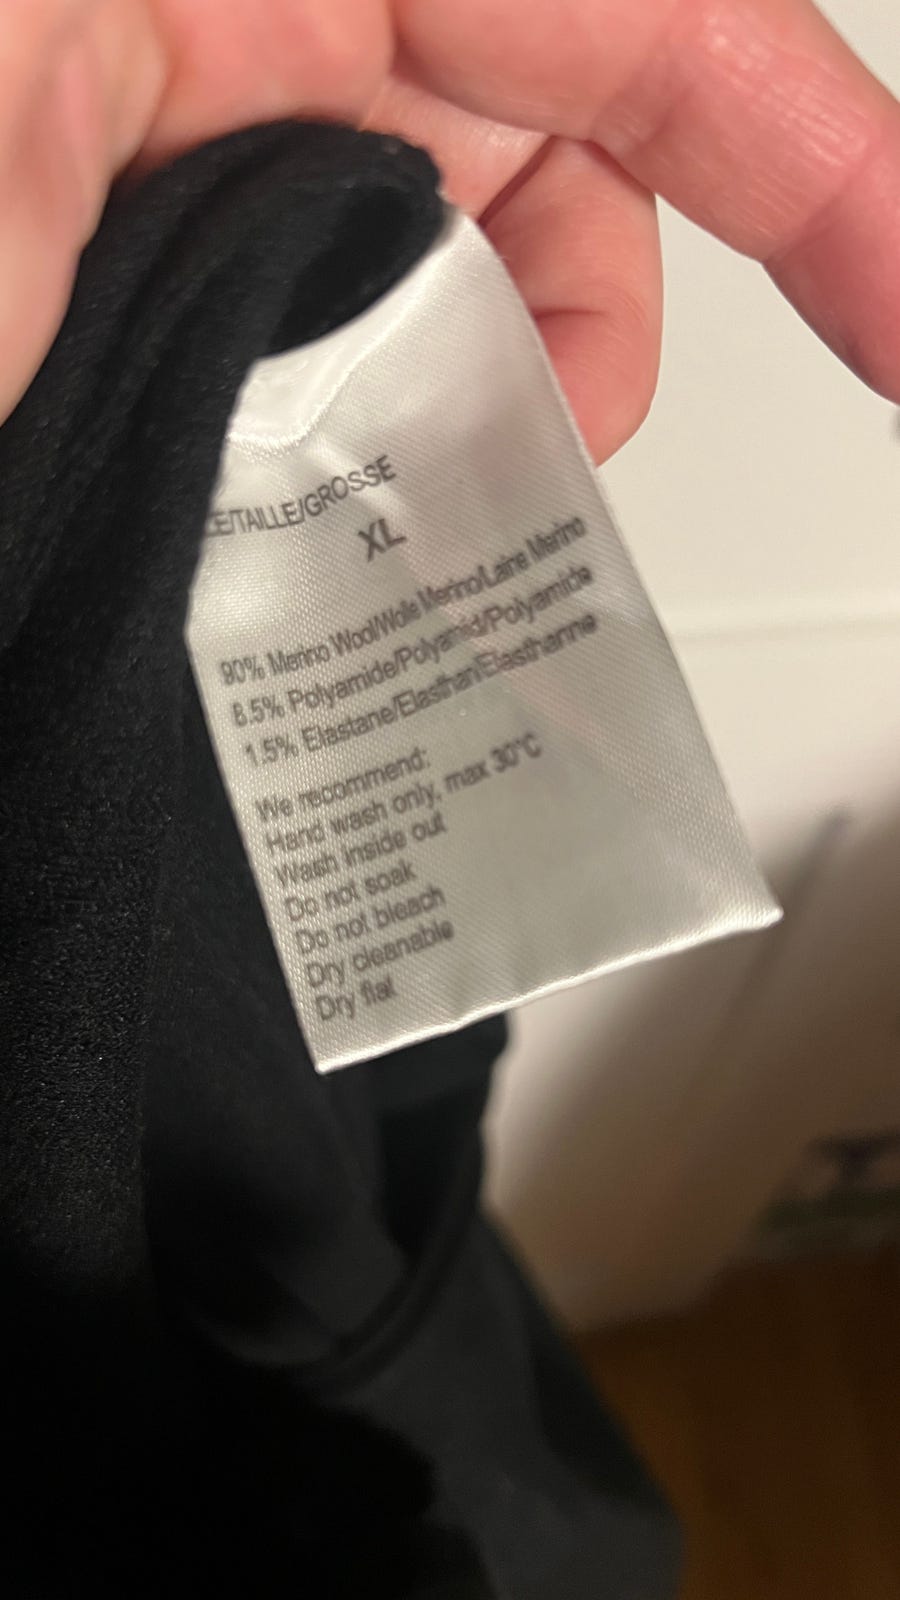 ZE/TAILLE/GROSSE
XL
90% Merino Wool/Wolle Merino/Laine Merino
8.5% Polyamide/Polyamid/Polyamide
1.5% Elastane/Elasthan/Elasthanne
We recommend:
Hand wash only, max 30°C
Wash inside out
Do not soak
Do not bleach
Dry cleanable
Dry flat